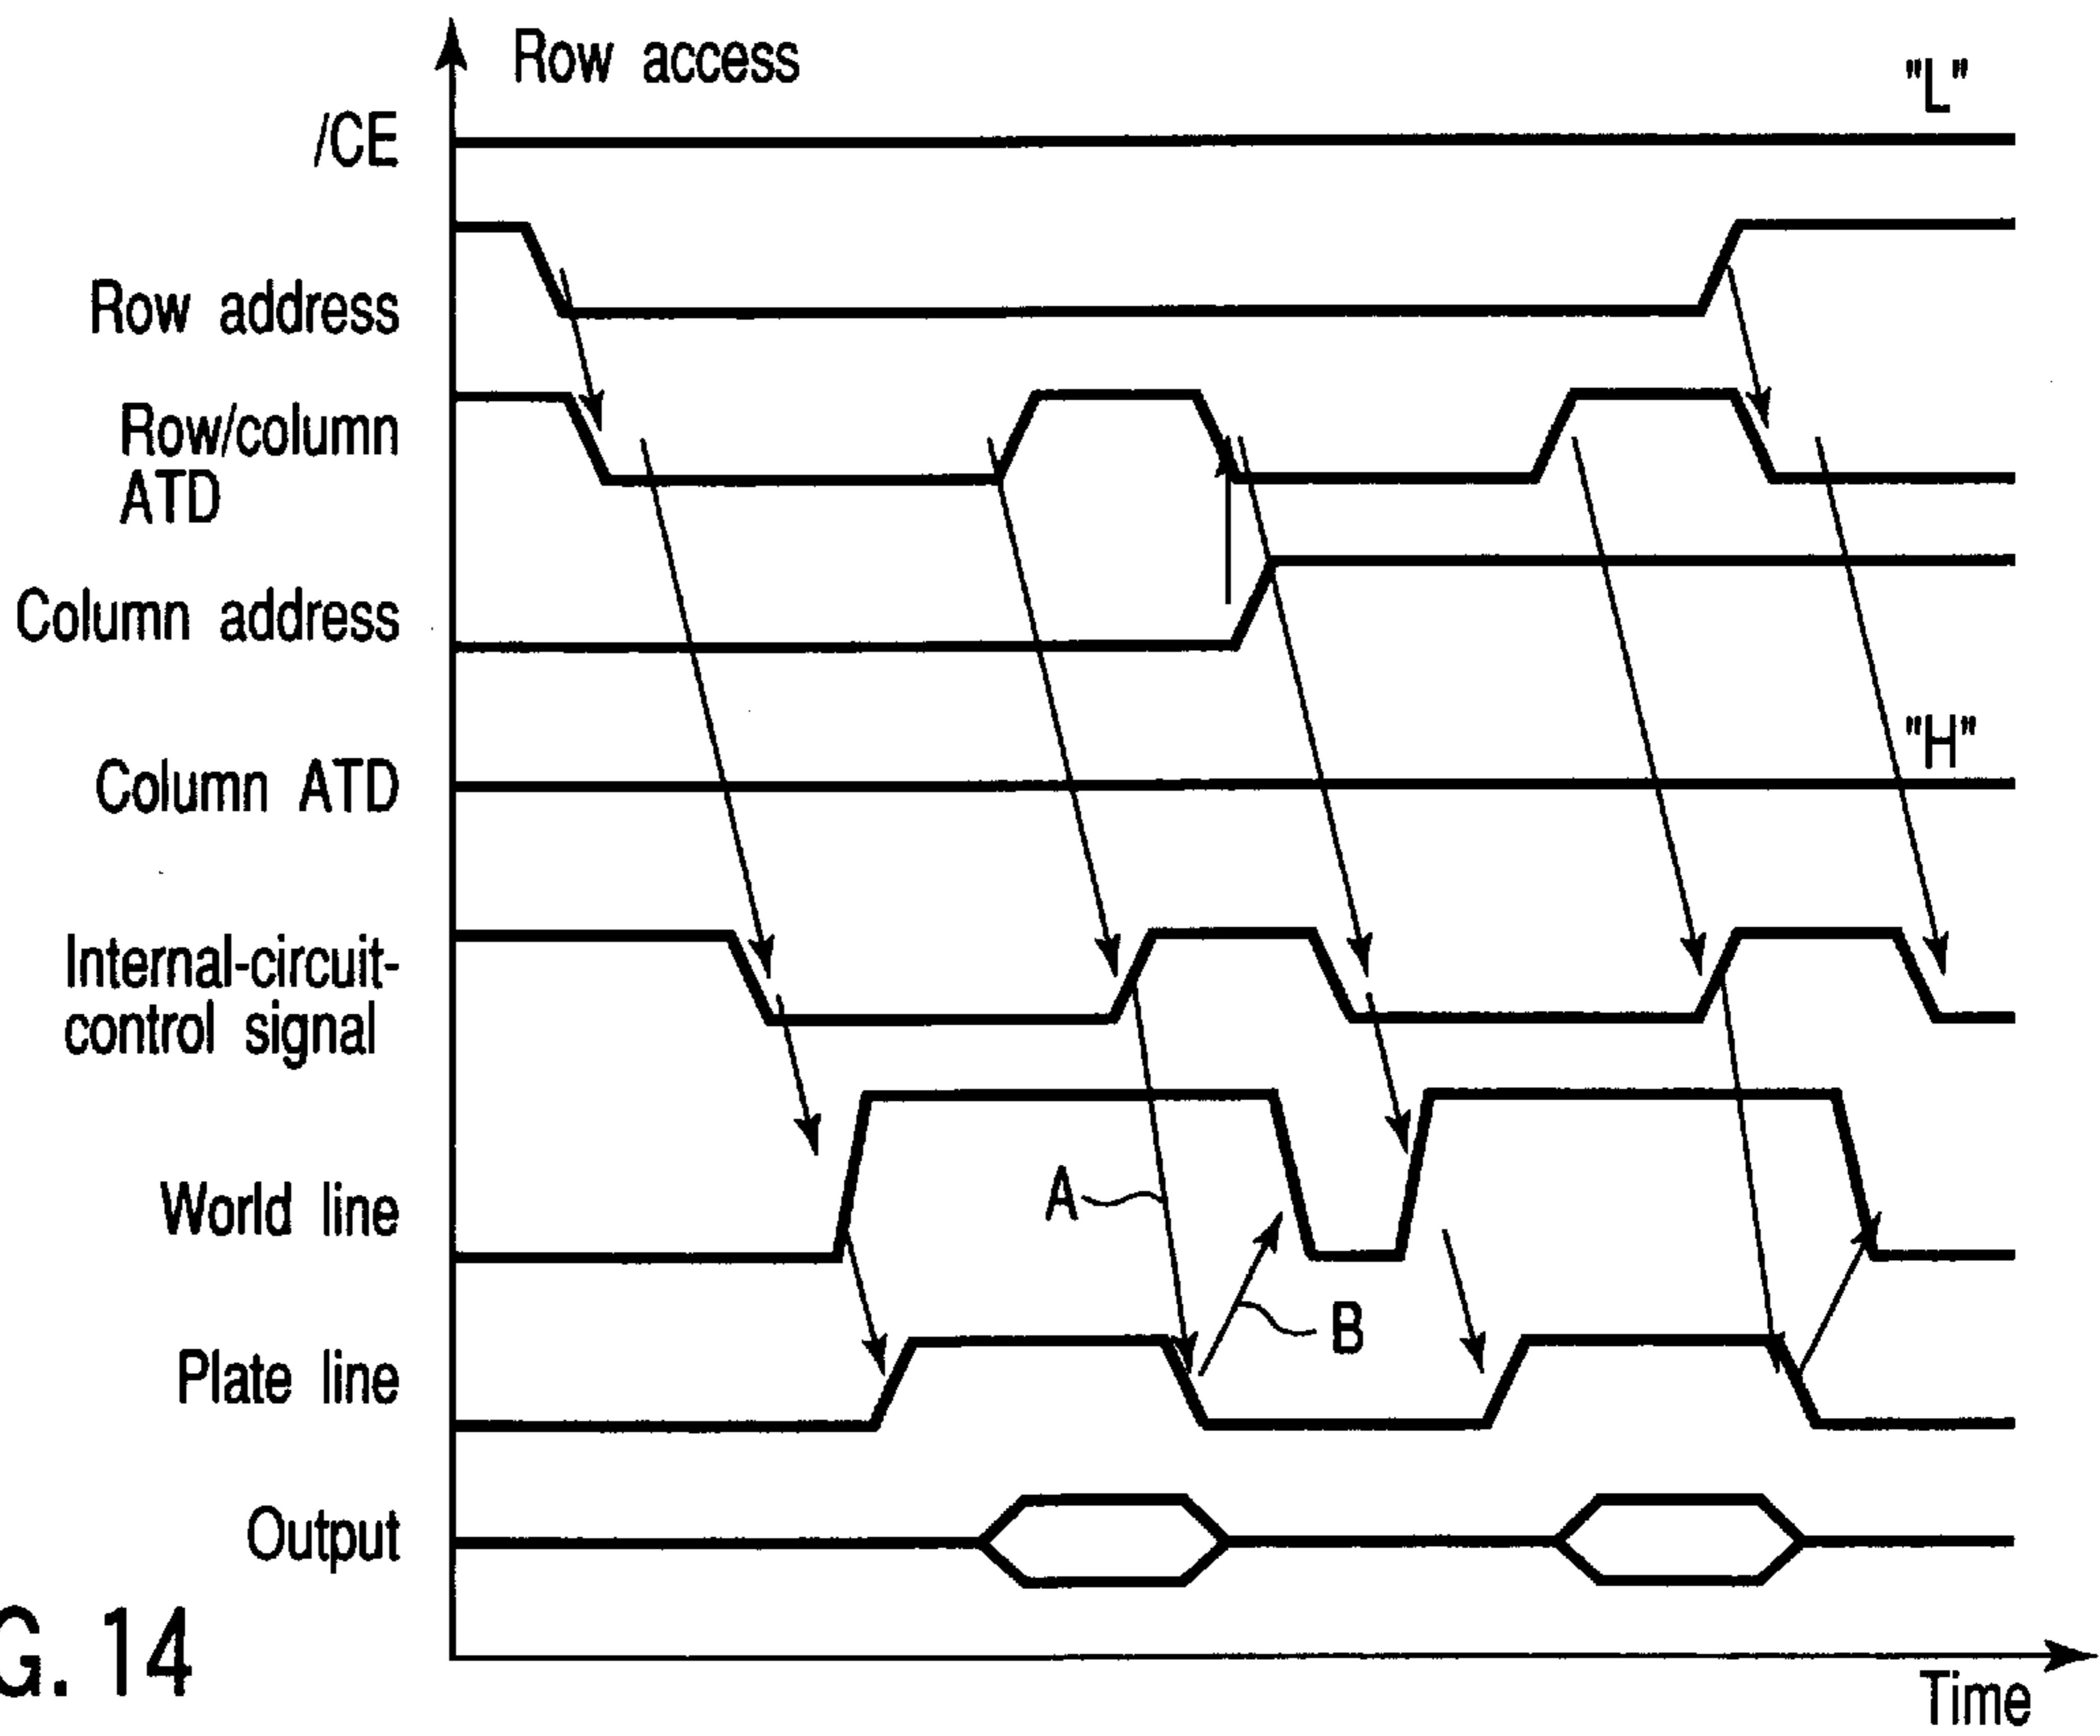 Row access
"L"
/CE
Row address
Row/column
ATD
Column address
"H"
Column ATD
Internal-circuit-
control signal
A
World line
B
Plate line
Output
G. 14
Time